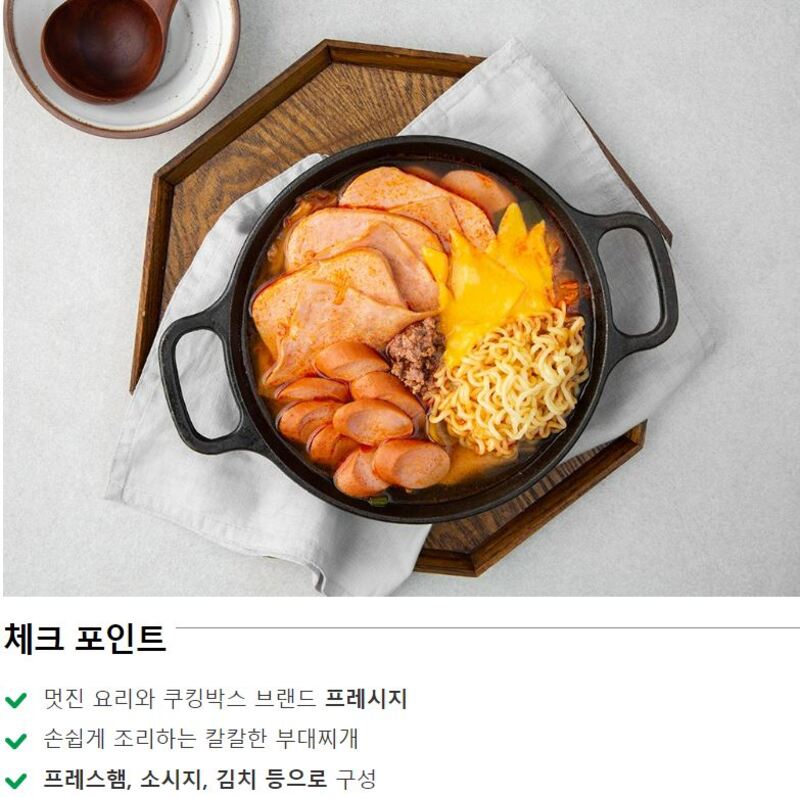 체크 포인트
멋진 요리와 쿠킹박스 브랜드 프레시지
손쉽게 조리하는 칼칼한 부대찌개
프레스햄, 소시지, 김치 등으로 구성